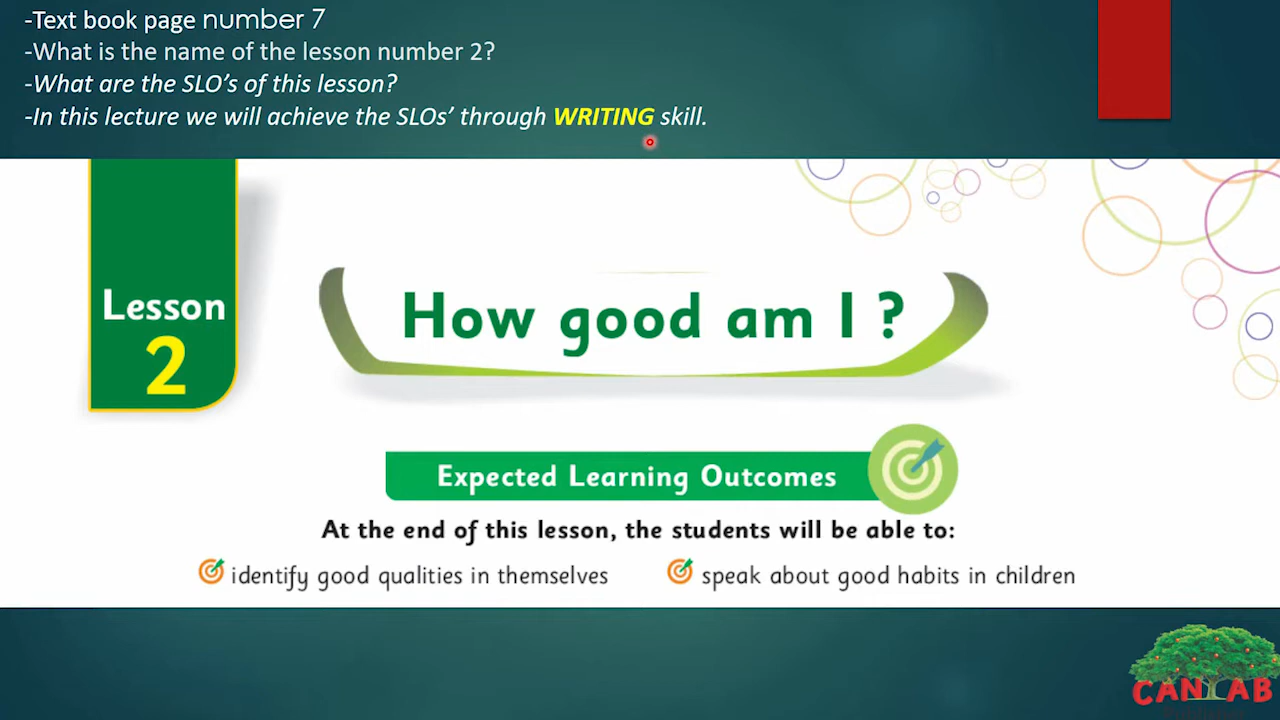 -Text book page number 7
-What is the name of the lesson number 2?
-What are the SLO's of this lesson?
-In this lecture we will achieve the SLOs' through WRITING skill.
Lesson
2
How good am I ?
Expected Learning Outcomes
At the end of this lesson, the students will be able to:
identify good qualities in themselves
speak about good habits in children
CANTAB